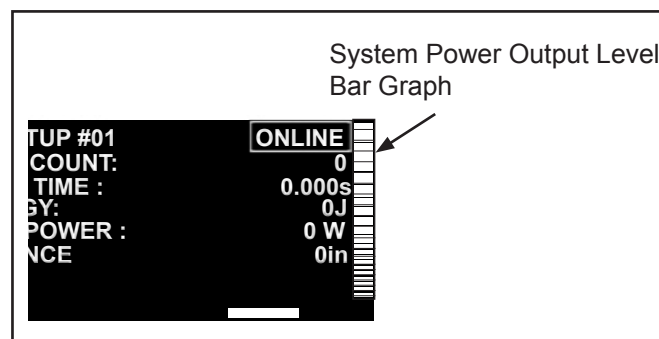 System Power Output Level
Bar Graph
TUP #01 ONLINE
COUNT: 0
TIME : 0.000s
GY: 0J
POWER : 0 W
NCE 0in